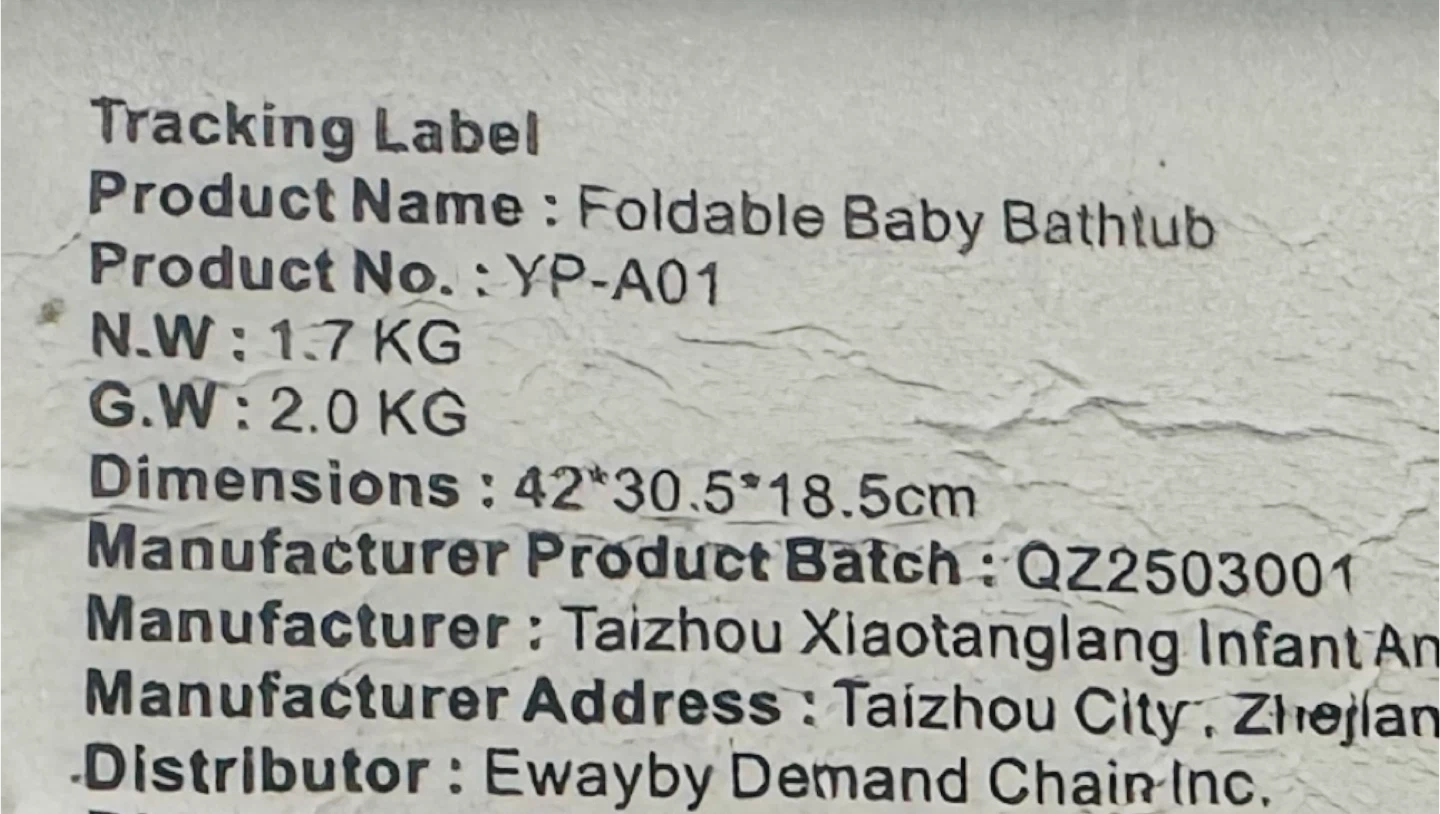 Tracking Label
Product Name : Foldable Baby Bathtub
Product No. : YP-A01
N.W : 1.7 KG
G.W : 2.0 KG
Dimensions : 42*30.5*18.5cm
Manufacturer Product Batch : QZ2503001
Manufacturer : Taizhou Xiaotanglang Infant An
Manufacturer Address : Taizhou City , Zhejian
Distributor : Ewayby Demand Chain Inc.